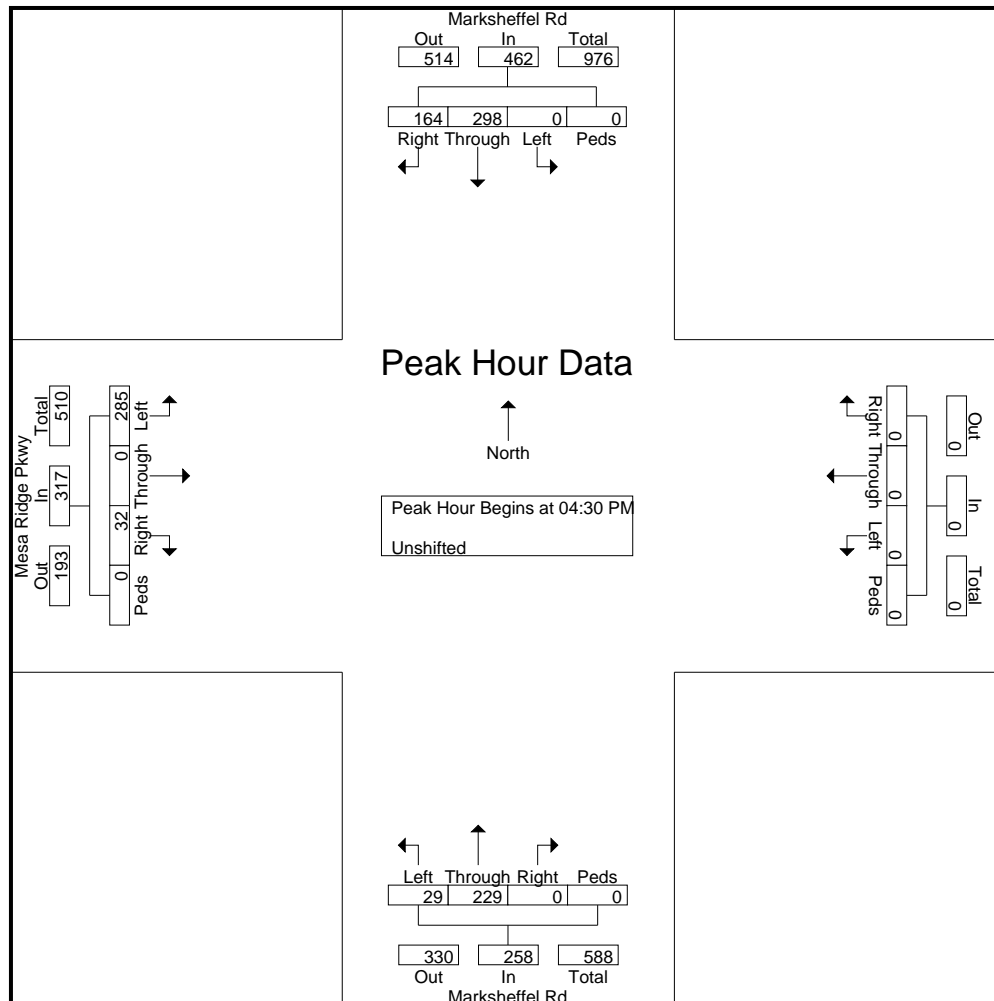 Marksheffel Rd
Out In Total
514 462 976
164 298 0 0
Right Through Left Peds
Peak Hour Data
North
Peak Hour Begins at 04:30 PM
Unshifted
Mesa Ridge Pkwy
Out In Total
193 317 510
0 32 0 285
Peds Right Through Left
Out In Total
0 0 0
0 0 0 0
Right Through Left Peds
Left Through Right Peds
29 229 0 0
330 258 588
Out In Total
Marksheffel Rd